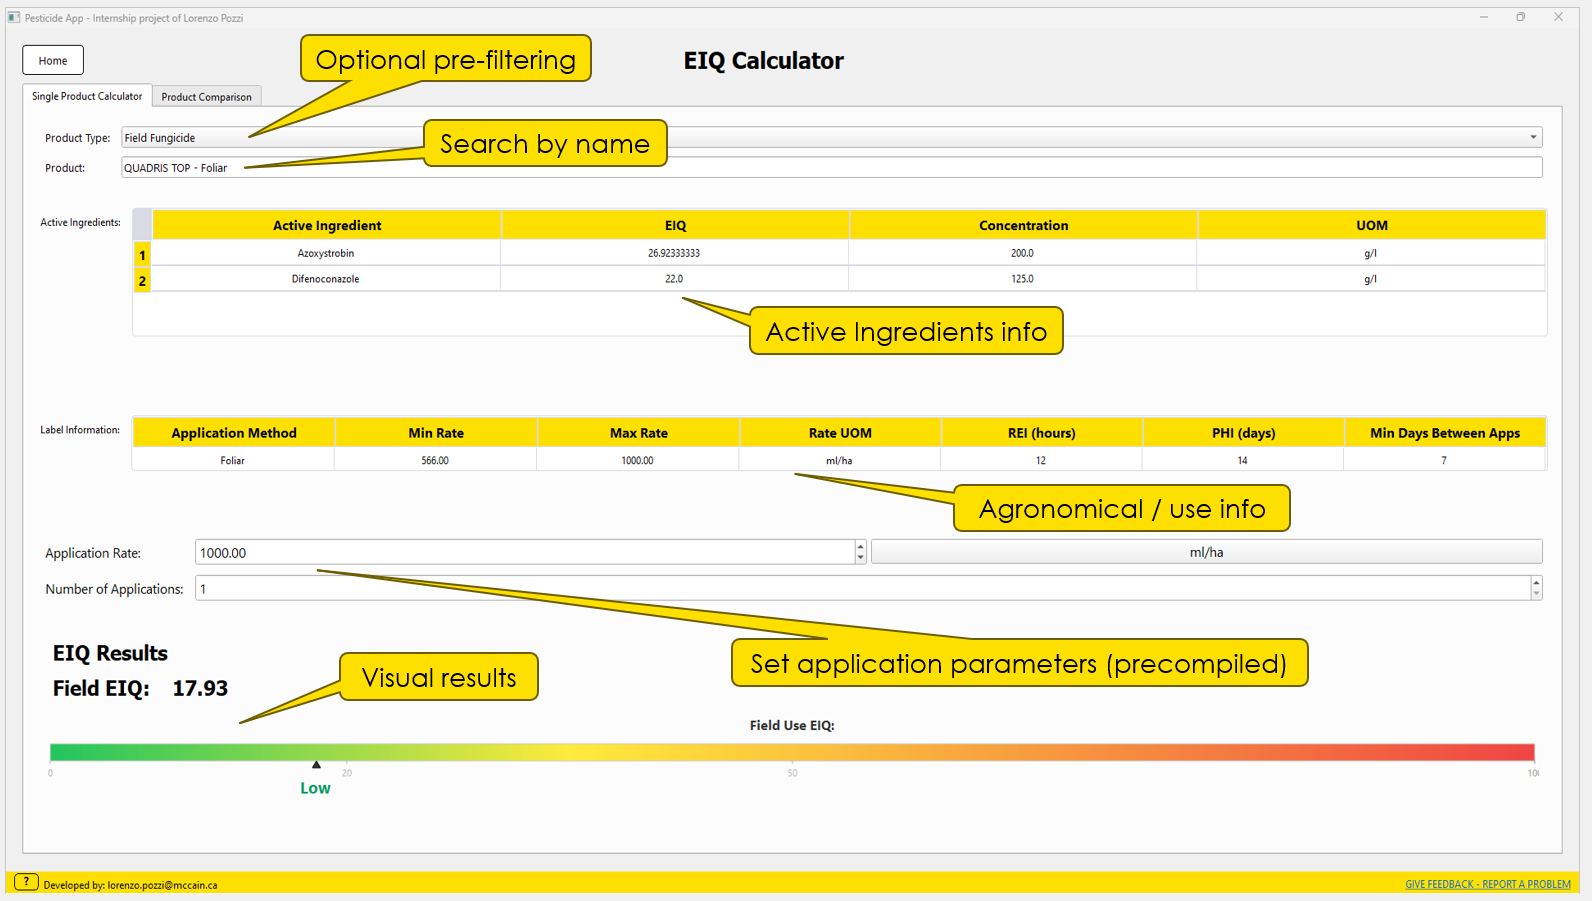 Pesticide App - Internship project of Lorenzo Pozzi
Home
Optional pre-filtering
EIQ Calculator
Single Product Calculator
Product Comparison
Product Type:
Field Fungicide
Search by name
Product:
QUADRIS TOP - Foliar
Active Ingredients:
Active Ingredient EIQ Concentration UOM
1 Azoxystrobin 26.92333333 200.0 g/l
2 Difenoconazole 22.0 125.0 g/l
Active Ingredients info
Label Information:
Application Method Min Rate Max Rate Rate UOM REI (hours) PHI (days) Min Days Between Apps
Foliar 566.00 1000.00 ml/ha 12 14 7
Agronomical / use info
Application Rate: 1000.00 ml/ha
Number of Applications: 1
Set application parameters (precompiled)
EIQ Results
Visual results
Field EIQ: 17.93
Field Use EIQ:
0 20 50 10
Low
? Developed by: lorenzo.pozzi@mccain.ca
GIVE FEEDBACK - REPORT A PROBLEM